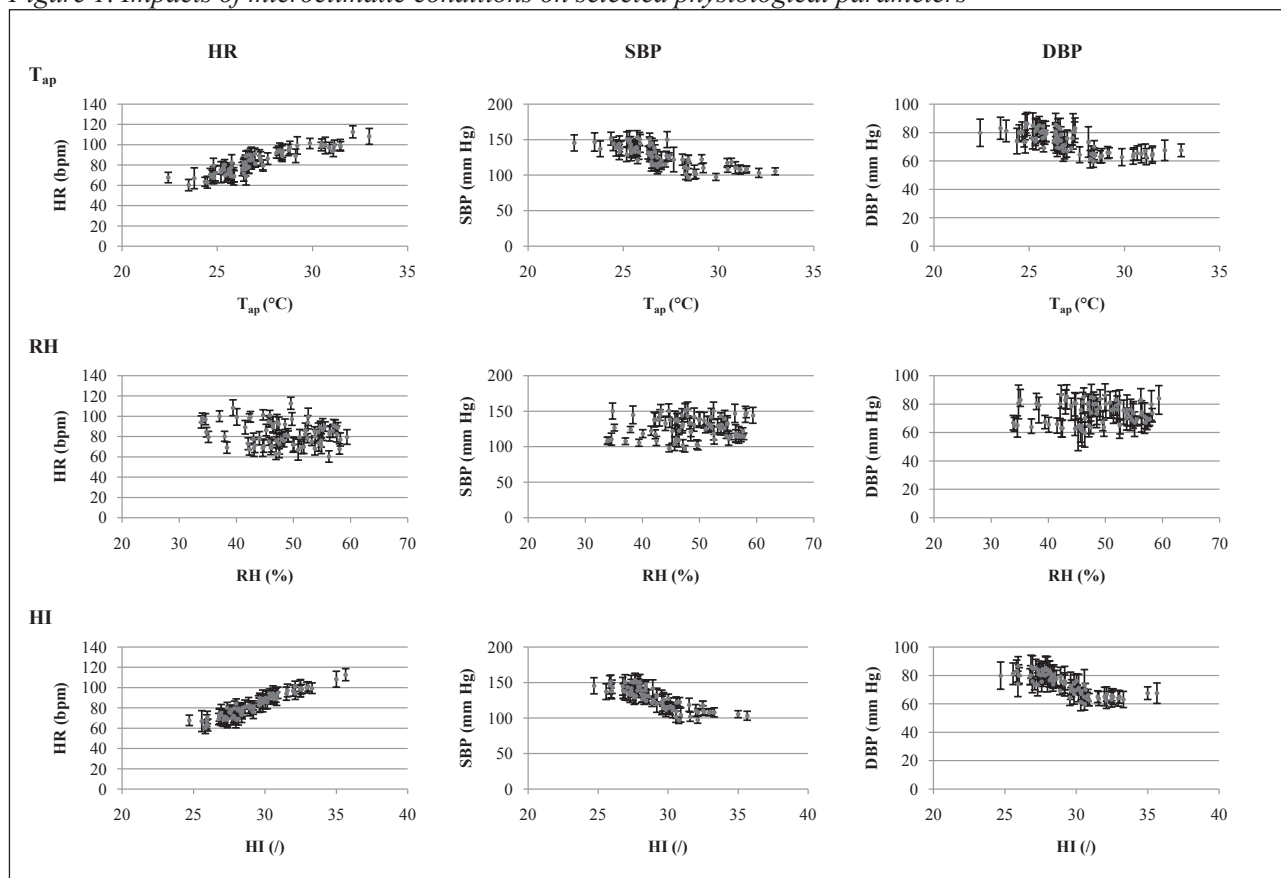 Figure 1: Impacts of microclimatic conditions on selected physiological parameters
HR SBP DBP
T_ap
HR (bpm)
140
120
100
80
60
40
20
0
20 25 30 35
T_ap (°C)
SBP (mm Hg)
200
150
100
50
0
20 25 30 35
T_ap (°C)
DBP (mm Hg)
100
80
60
40
20
0
20 25 30 35
T_ap (°C)
RH
HR (bpm)
140
120
100
80
60
40
20
0
20 30 40 50 60 70
RH (%)
SBP (mm Hg)
200
150
100
50
0
20 30 40 50 60 70
RH (%)
DBP (mm Hg)
100
80
60
40
20
0
20 30 40 50 60 70
RH (%)
HI
HR (bpm)
140
120
100
80
60
40
20
0
20 25 30 35 40
HI (/)
SBP (mm Hg)
200
150
100
50
0
20 25 30 35 40
HI (/)
DBP (mm Hg)
100
80
60
40
20
0
20 25 30 35 40
HI (/)